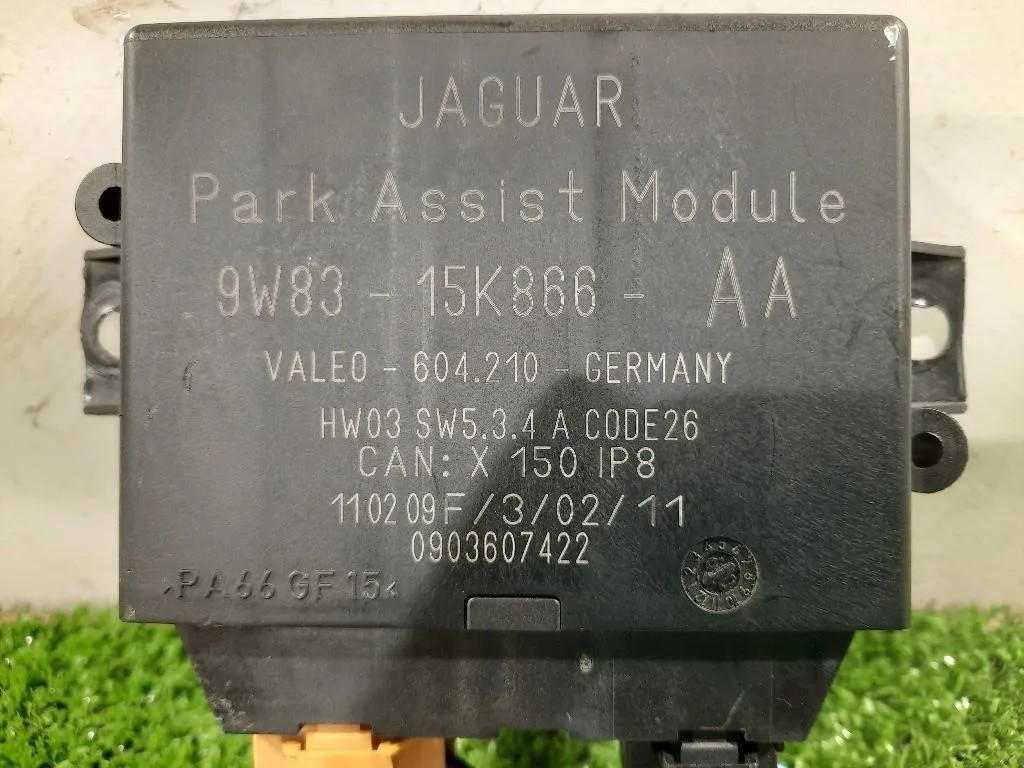 JAGUAR
Park Assist Module
9W83 - 15K866 - AA
VALEO - 604.210 - GERMANY
HW03 SW5.3.4 A CODE26
CAN: X 150 IP8
110209F/3/02/11
0903607422
>PA66 GF15<